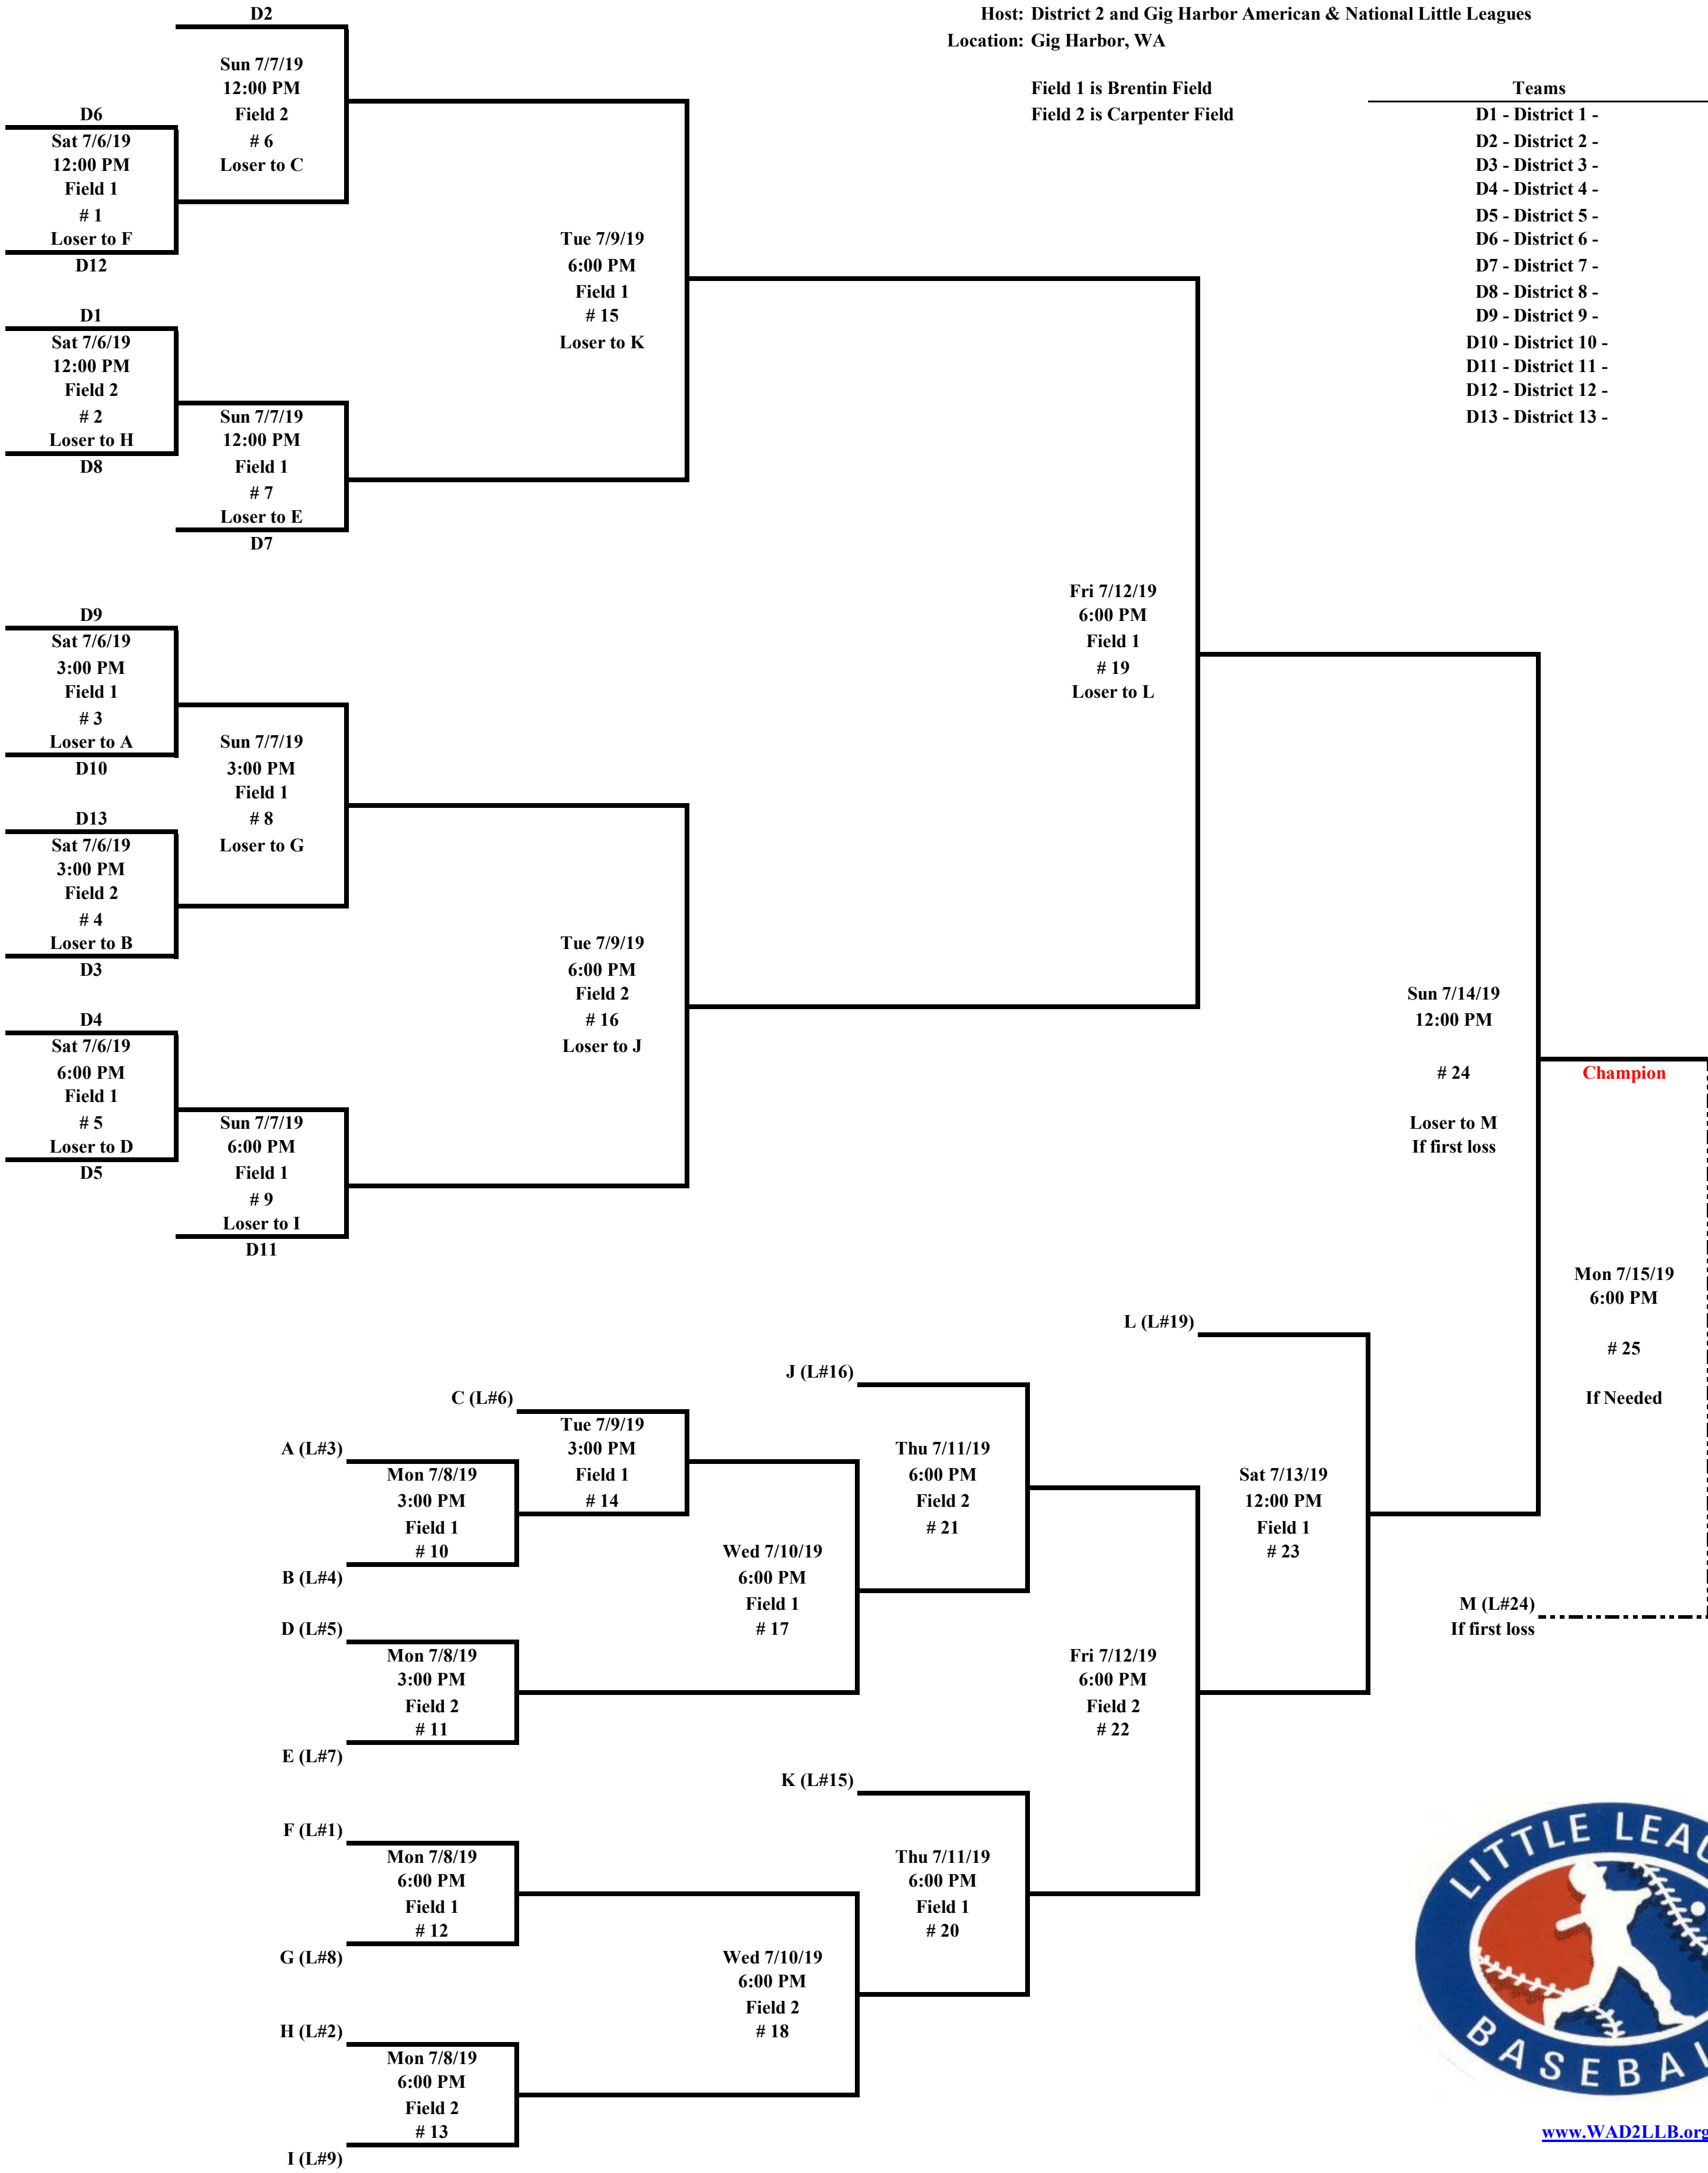 Host: District 2 and Gig Harbor American & National Little Leagues
Location: Gig Harbor, WA
Field 1 is Brentin Field
Field 2 is Carpenter Field
Teams
D1 - District 1 -
D2 - District 2 -
D3 - District 3 -
D4 - District 4 -
D5 - District 5 -
D6 - District 6 -
D7 - District 7 -
D8 - District 8 -
D9 - District 9 -
D10 - District 10 -
D11 - District 11 -
D12 - District 12 -
D13 - District 13 -
D2
Sun 7/7/19
12:00 PM
Field 2
# 6
Loser to C
D6
Sat 7/6/19
12:00 PM
Field 1
# 1
Loser to F
D12
D1
Sat 7/6/19
12:00 PM
Field 2
# 2
Loser to H
D8
Sun 7/7/19
12:00 PM
Field 1
# 7
Loser to E
D7
Tue 7/9/19
6:00 PM
Field 1
# 15
Loser to K
D9
Sat 7/6/19
3:00 PM
Field 1
# 3
Loser to A
D10
Sun 7/7/19
3:00 PM
Field 1
# 8
Loser to G
D13
Sat 7/6/19
3:00 PM
Field 2
# 4
Loser to B
D3
D4
Sat 7/6/19
6:00 PM
Field 1
# 5
Loser to D
D5
Sun 7/7/19
6:00 PM
Field 1
# 9
Loser to I
D11
Tue 7/9/19
6:00 PM
Field 2
# 16
Loser to J
Fri 7/12/19
6:00 PM
Field 1
# 19
Loser to L
Sun 7/14/19
12:00 PM
# 24
Loser to M
If first loss
Champion
Mon 7/15/19
6:00 PM
# 25
If Needed
L (L#19)
J (L#16)
C (L#6)
Tue 7/9/19
3:00 PM
Field 1
# 14
A (L#3)
Mon 7/8/19
3:00 PM
Field 1
# 10
B (L#4)
D (L#5)
Mon 7/8/19
3:00 PM
Field 2
# 11
E (L#7)
Wed 7/10/19
6:00 PM
Field 1
# 17
Thu 7/11/19
6:00 PM
Field 2
# 21
Sat 7/13/19
12:00 PM
Field 1
# 23
M (L#24)
If first loss
Fri 7/12/19
6:00 PM
Field 2
# 22
K (L#15)
F (L#1)
Mon 7/8/19
6:00 PM
Field 1
# 12
G (L#8)
Thu 7/11/19
6:00 PM
Field 1
# 20
Wed 7/10/19
6:00 PM
Field 2
# 18
H (L#2)
Mon 7/8/19
6:00 PM
Field 2
# 13
I (L#9)
LITTLE
www.WAD2LLB.org